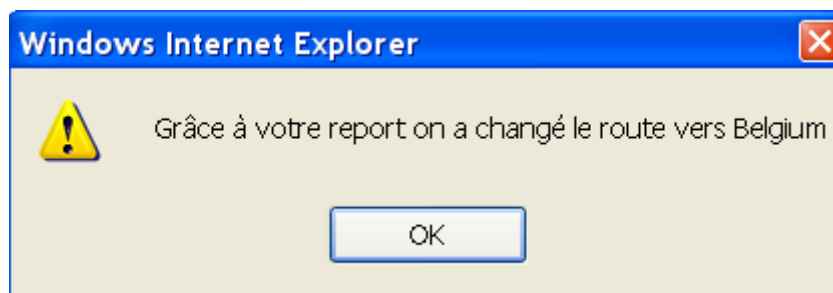 Windows Internet Explorer
Grâce à votre report on a changé le route vers Belgium
OK